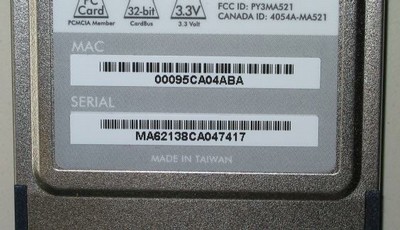 PC Card 32-bit 3.3V FCC ID: PY3MA521
PCMCIA Member CardBus 3.3 Volt CANADA ID: 4054A-MA521
MAC
00095CA04ABA
SERIAL
MA62138CA047417
MADE IN TAIWAN